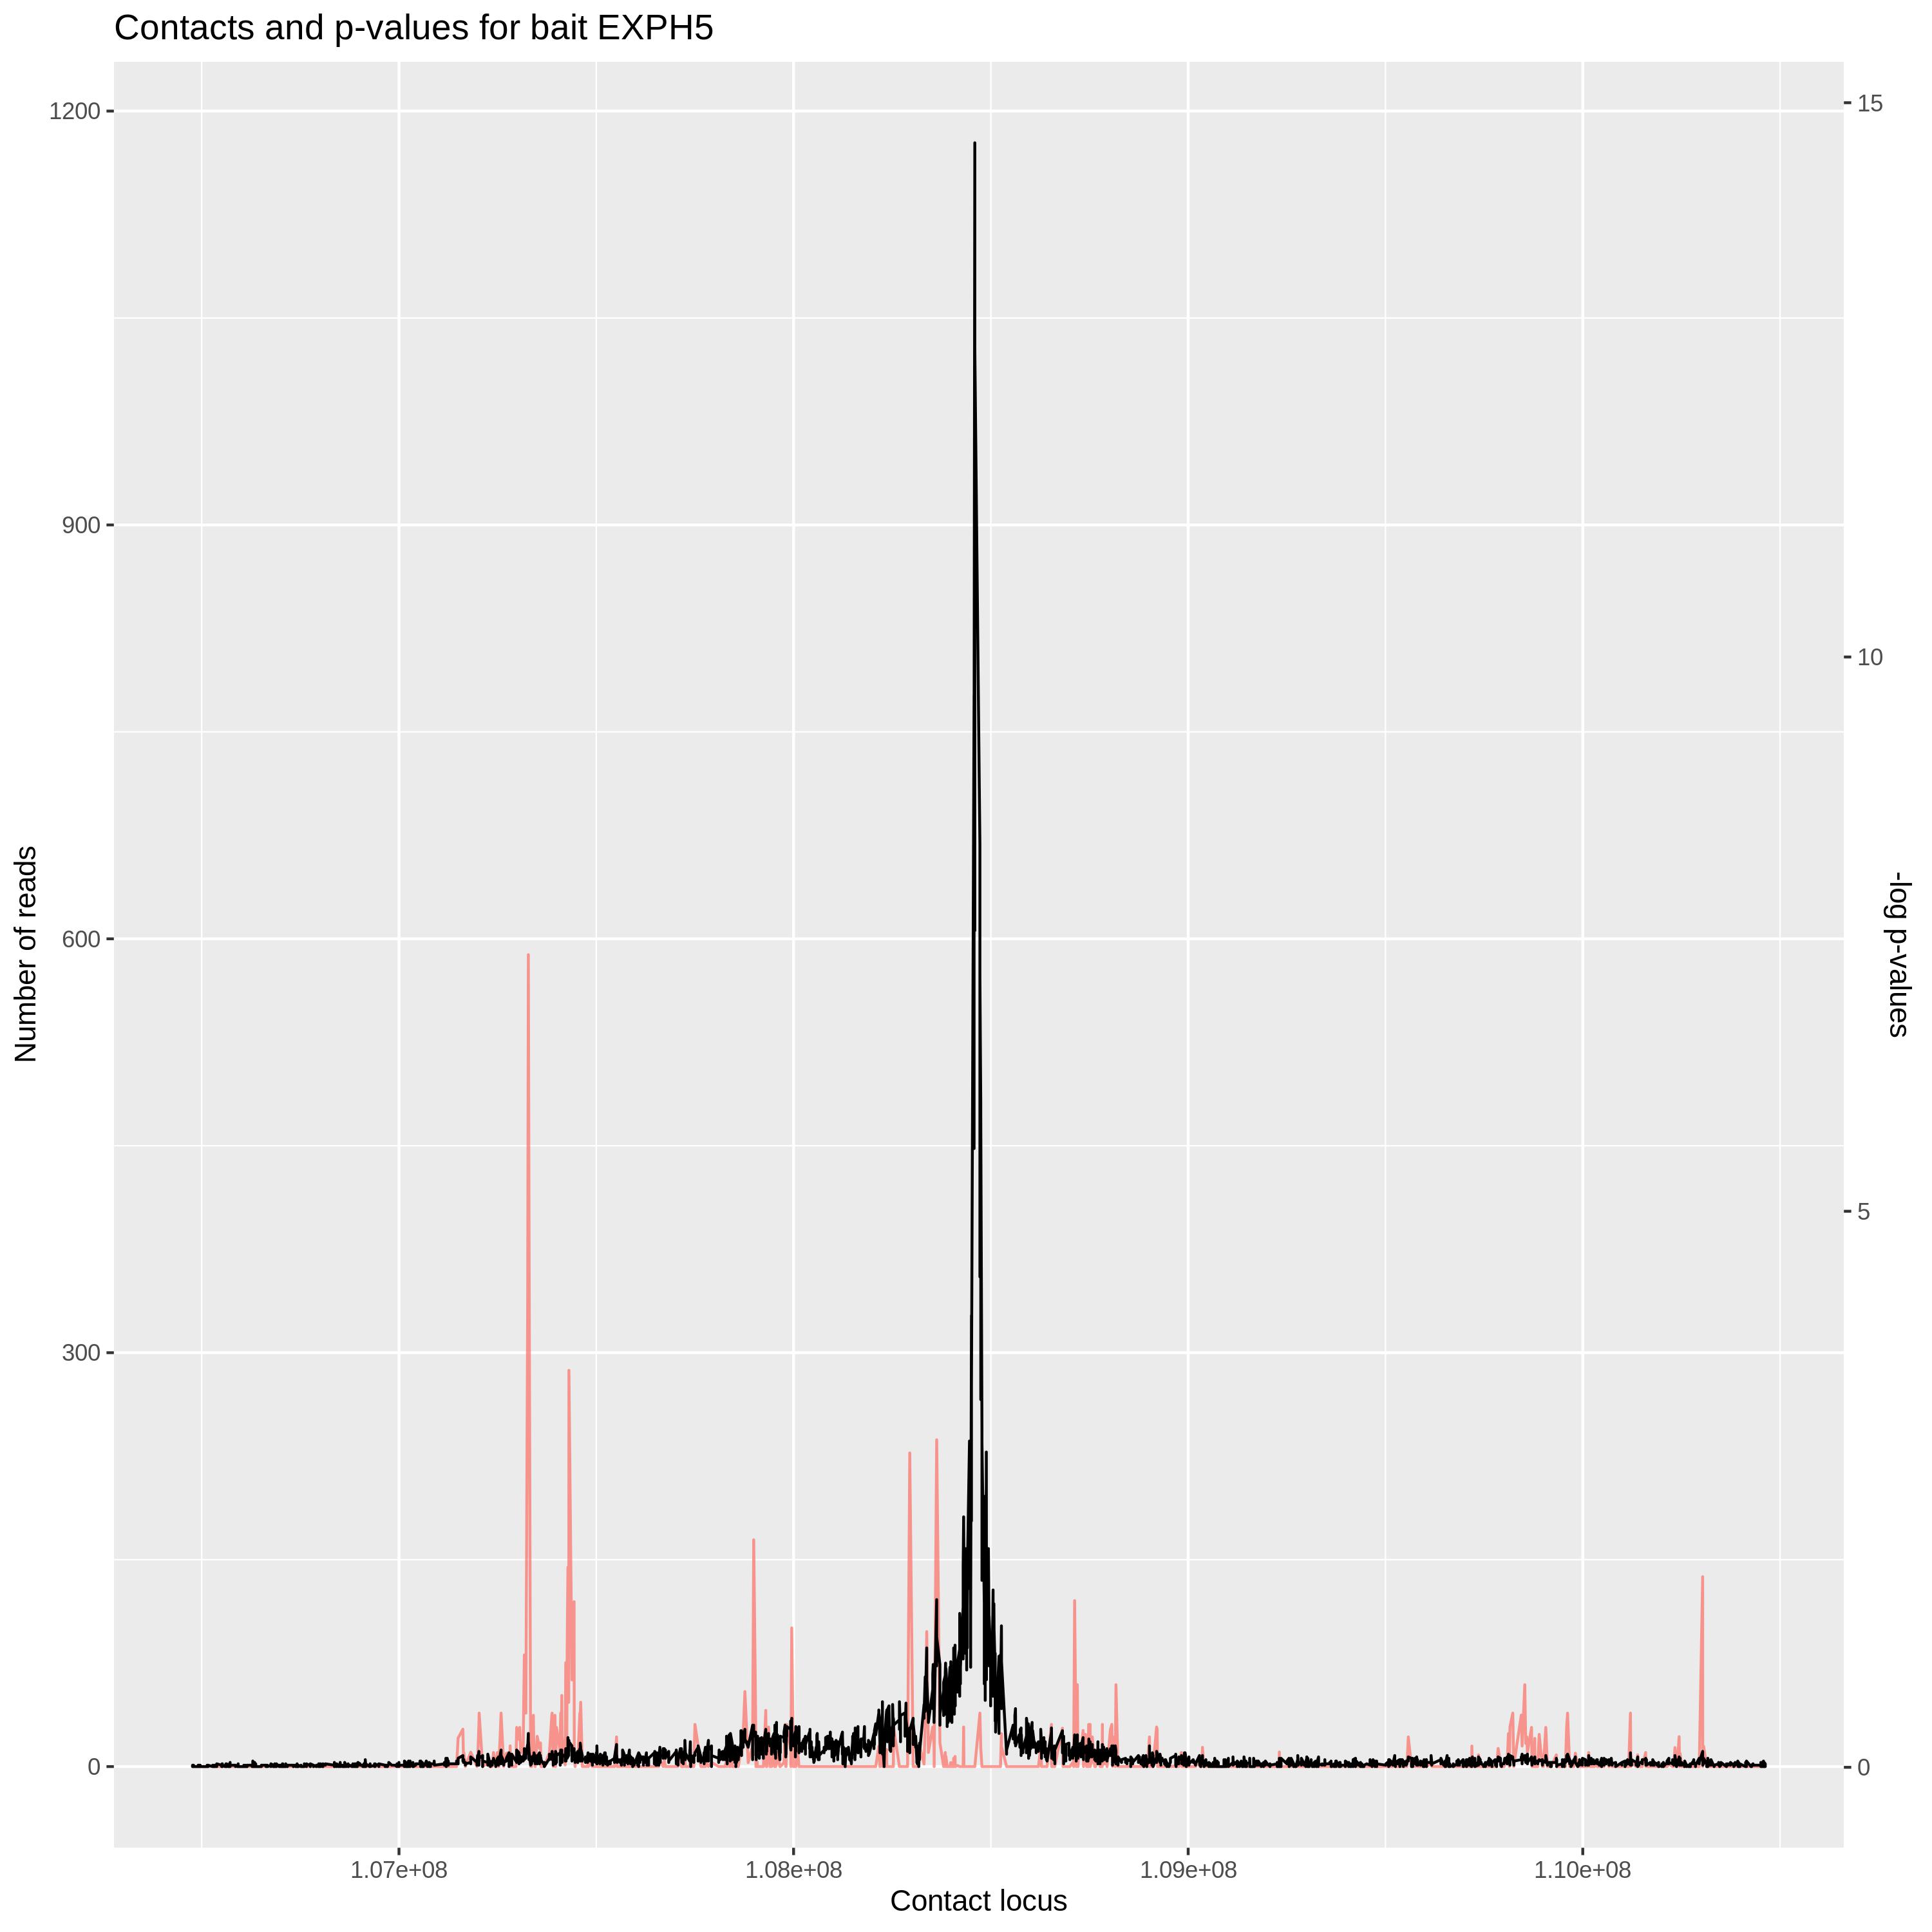 Contacts and p-values for bait EXPH5
1200
900
600
300
0
Number of reads
15
10
5
0
-log p-values
1.07e+08
1.08e+08
1.09e+08
1.10e+08
Contact locus